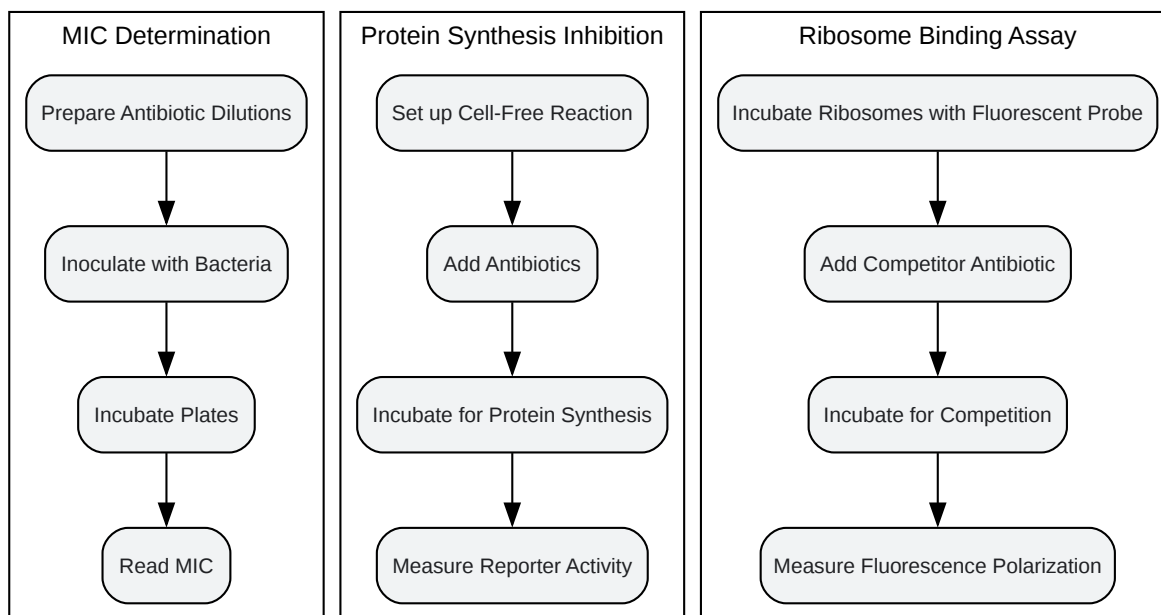 MIC Determination
Prepare Antibiotic Dilutions
Inoculate with Bacteria
Incubate Plates
Read MIC
Protein Synthesis Inhibition
Set up Cell-Free Reaction
Add Antibiotics
Incubate for Protein Synthesis
Measure Reporter Activity
Ribosome Binding Assay
Incubate Ribosomes with Fluorescent Probe
Add Competitor Antibiotic
Incubate for Competition
Measure Fluorescence Polarization